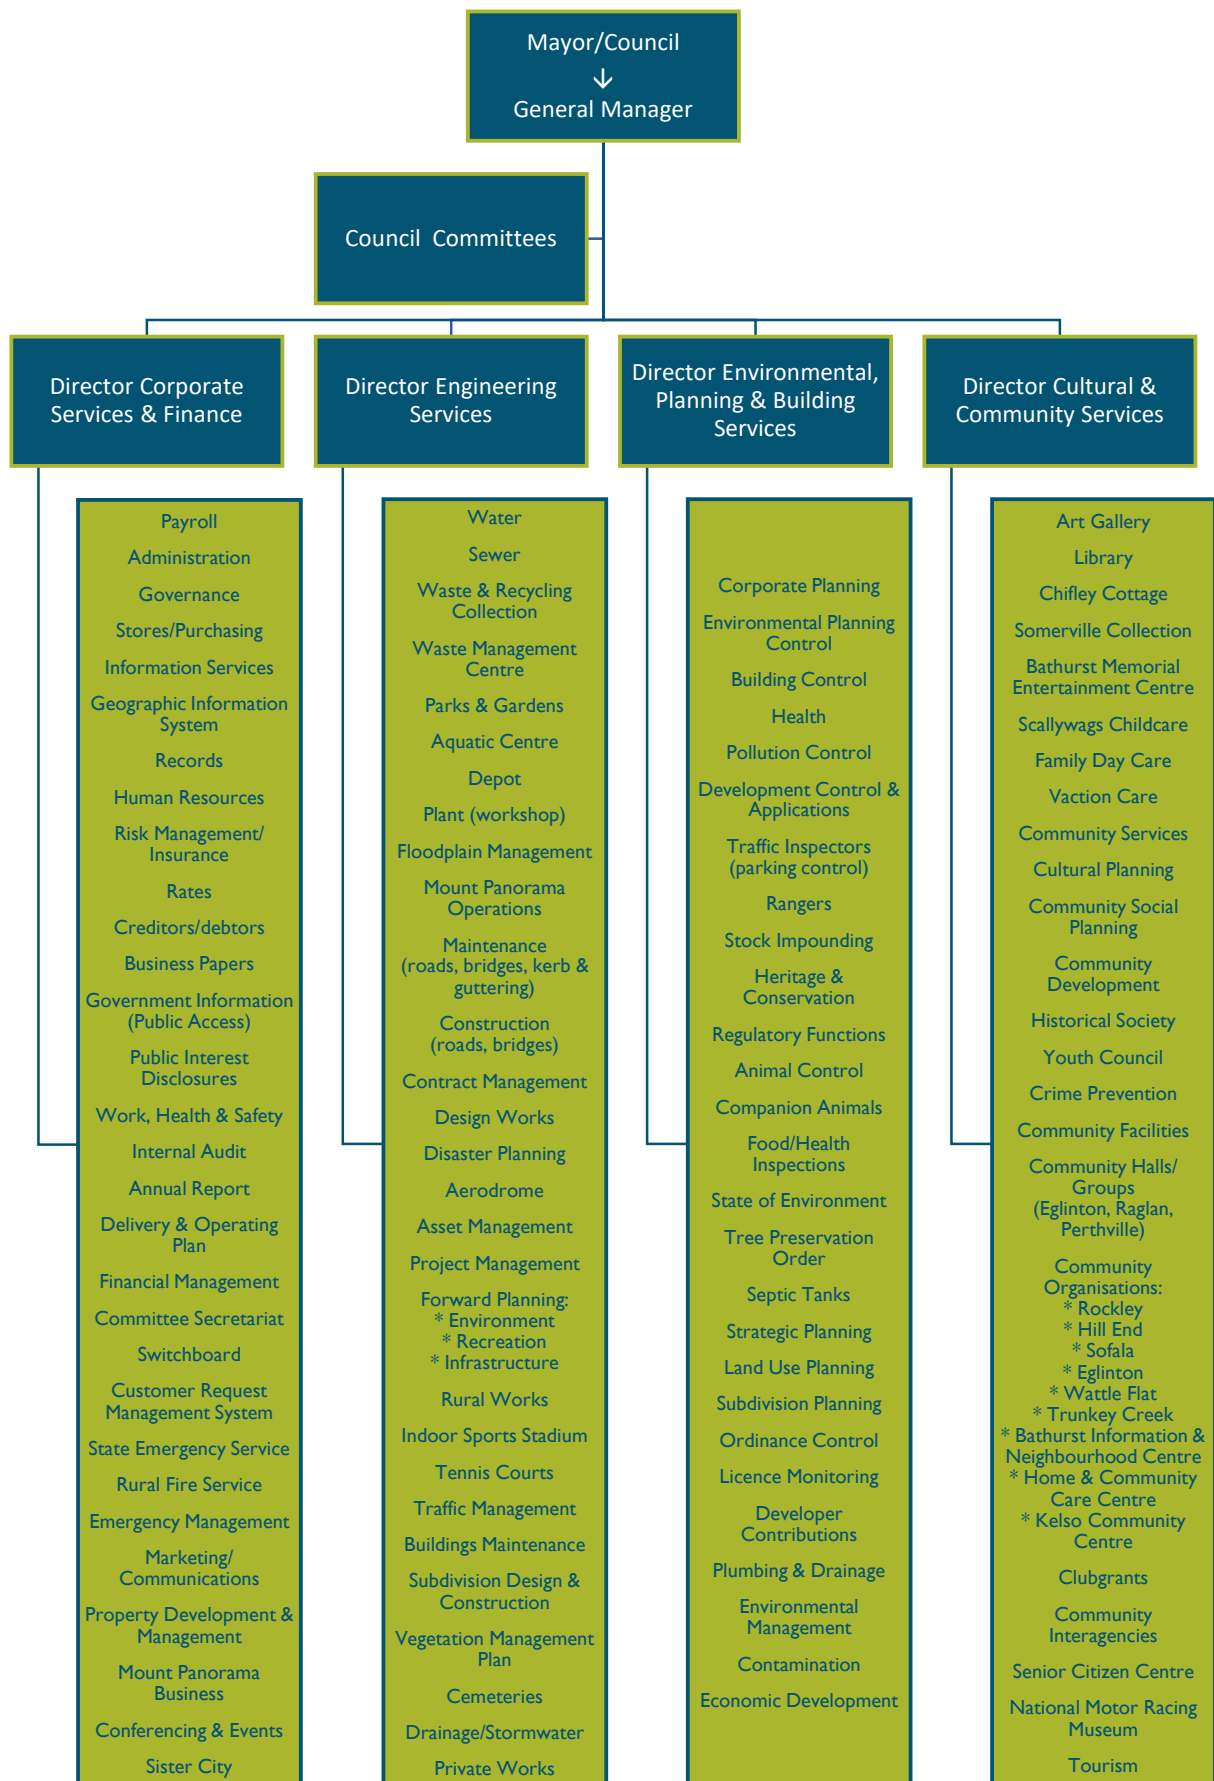 Mayor/Council
↓
General Manager
Council Committees
Director Corporate
Services & Finance
Director Engineering
Services
Director Environmental,
Planning & Building
Services
Director Cultural &
Community Services
Payroll
Administration
Governance
Stores/Purchasing
Information Services
Geographic Information
System
Records
Human Resources
Risk Management/
Insurance
Rates
Creditors/debtors
Business Papers
Government Information
(Public Access)
Public Interest
Disclosures
Work, Health & Safety
Internal Audit
Annual Report
Delivery & Operating
Plan
Financial Management
Committee Secretariat
Switchboard
Customer Request
Management System
State Emergency Service
Rural Fire Service
Emergency Management
Marketing/
Communications
Property Development &
Management
Mount Panorama
Business
Conferencing & Events
Sister City
Water
Sewer
Waste & Recycling
Collection
Waste Management
Centre
Parks & Gardens
Aquatic Centre
Depot
Plant (workshop)
Floodplain Management
Mount Panorama
Operations
Maintenance
(roads, bridges, kerb &
guttering)
Construction
(roads, bridges)
Contract Management
Design Works
Disaster Planning
Aerodrome
Asset Management
Project Management
Forward Planning:
* Environment
* Recreation
* Infrastructure
Rural Works
Indoor Sports Stadium
Tennis Courts
Traffic Management
Buildings Maintenance
Subdivision Design &
Construction
Vegetation Management
Plan
Cemeteries
Drainage/Stormwater
Private Works
Corporate Planning
Environmental Planning
Control
Building Control
Health
Pollution Control
Development Control &
Applications
Traffic Inspectors
(parking control)
Rangers
Stock Impounding
Heritage &
Conservation
Regulatory Functions
Animal Control
Companion Animals
Food/Health
Inspections
State of Environment
Tree Preservation
Order
Septic Tanks
Strategic Planning
Land Use Planning
Subdivision Planning
Ordinance Control
Licence Monitoring
Developer
Contributions
Plumbing & Drainage
Environmental
Management
Contamination
Economic Development
Art Gallery
Library
Chifley Cottage
Somerville Collection
Bathurst Memorial
Entertainment Centre
Scallywags Childcare
Family Day Care
Vaction Care
Community Services
Cultural Planning
Community Social
Planning
Community
Development
Historical Society
Youth Council
Crime Prevention
Community Facilities
Community Halls/
Groups
(Eglinton, Raglan,
Perthville)
Community
Organisations:
* Rockley
* Hill End
* Sofala
* Eglinton
* Wattle Flat
* Trunkey Creek
* Bathurst Information &
Neighbourhood Centre
* Home & Community
Care Centre
* Kelso Community
Centre
Clubgrants
Community
Interagencies
Senior Citizen Centre
National Motor Racing
Museum
Tourism